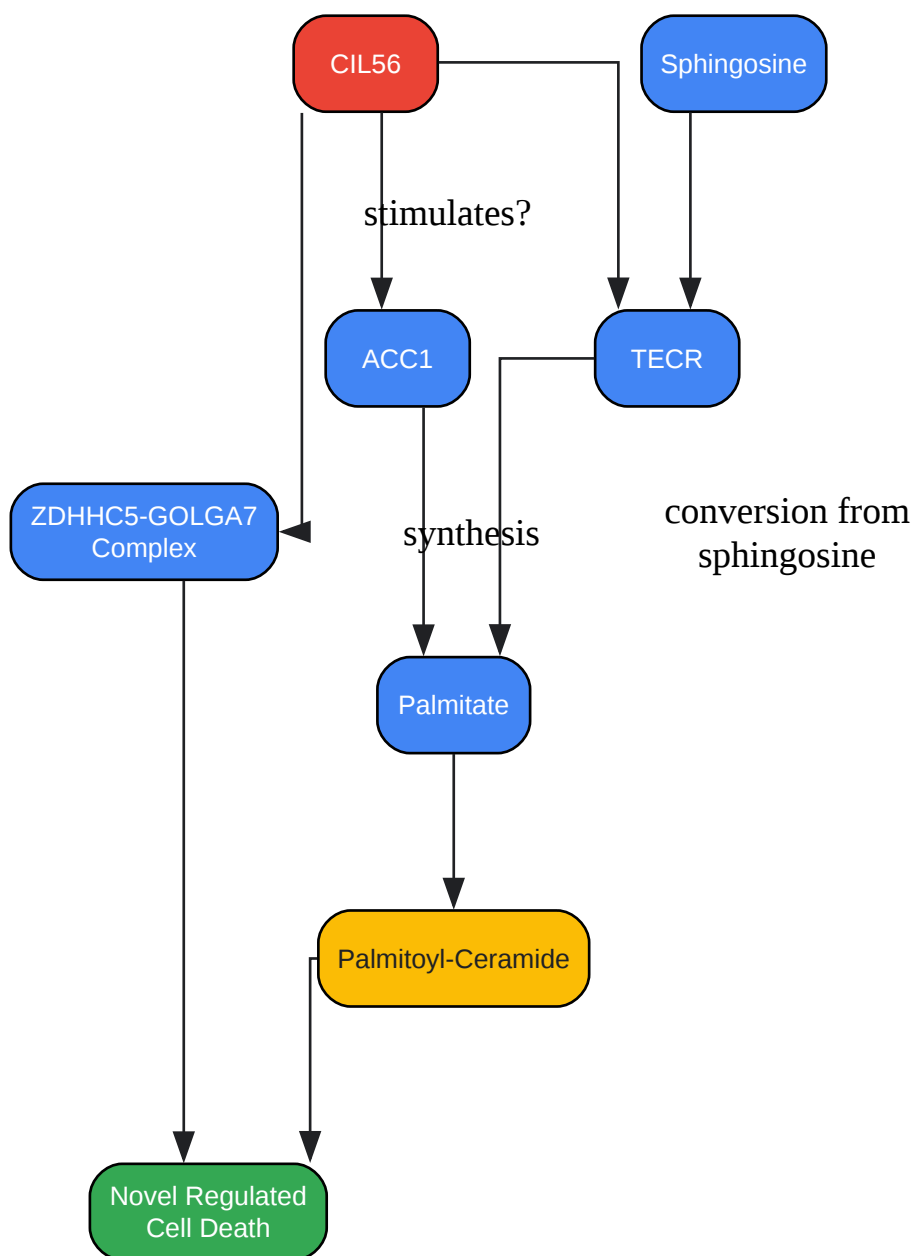 CIL56
Sphingosine
stimulates?
ACC1
TECR
ZDHHC5-GOLGA7
Complex
synthesis
conversion from
sphingosine
Palmitate
Palmitoyl-Ceramide
Novel Regulated
Cell Death